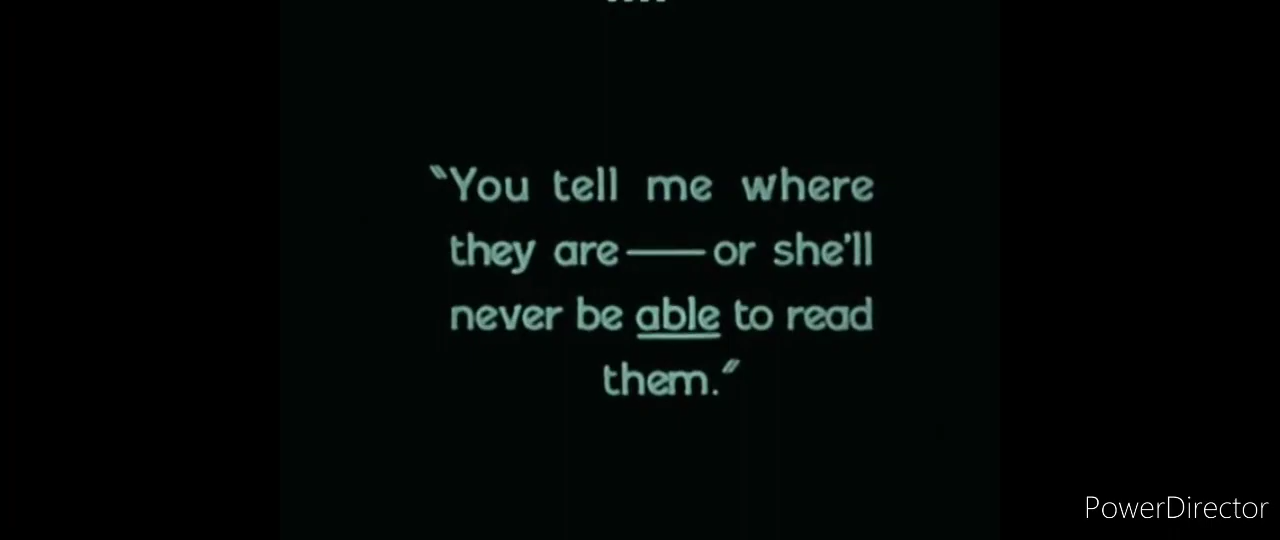 “You tell me where
they are——or she’ll
never be able to read
them.”
PowerDirector